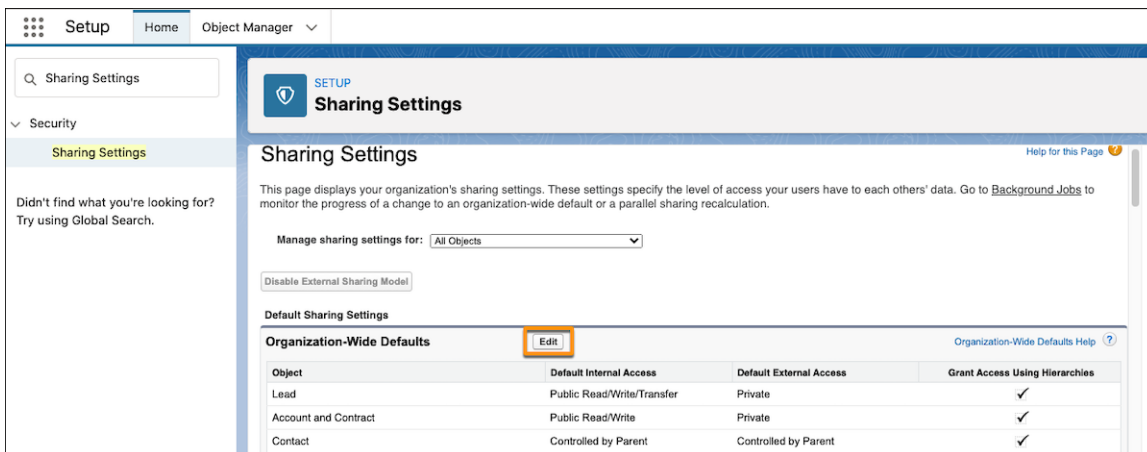 Setup Home Object Manager
Sharing Settings
Security
Sharing Settings
Didn't find what you're looking for?
Try using Global Search.
SETUP
Sharing Settings
Sharing Settings
Help for this Page ?
This page displays your organization's sharing settings. These settings specify the level of access your users have to each others' data. Go to Background Jobs to
monitor the progress of a change to an organization-wide default or a parallel sharing recalculation.
Manage sharing settings for: All Objects
Disable External Sharing Model
Default Sharing Settings
Organization-Wide Defaults Edit Organization-Wide Defaults Help ?
Object Default Internal Access Default External Access Grant Access Using Hierarchies
Lead Public Read/Write/Transfer Private ✓
Account and Contract Public Read/Write Private ✓
Contact Controlled by Parent Controlled by Parent ✓